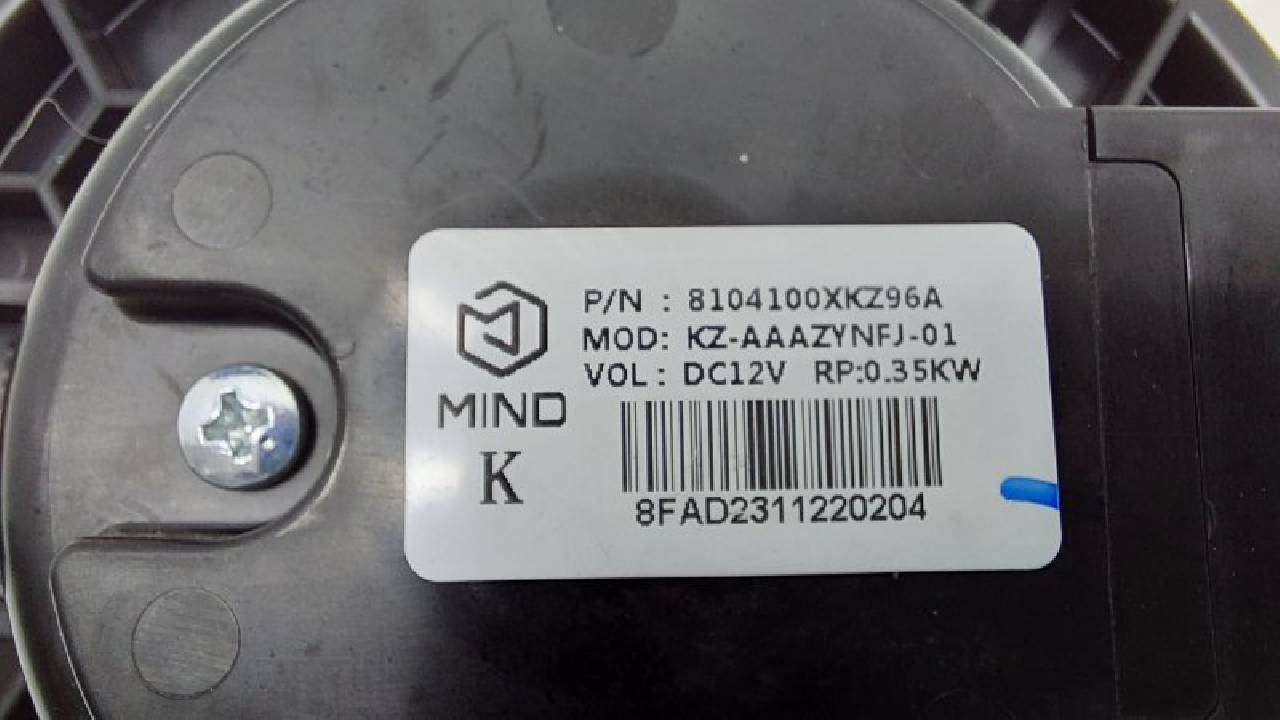 P/N : 8104100XKZ96A
MOD: KZ-AAAZYNFJ-01
VOL : DC12V RP:0.35KW
MIND
K
8FAD2311220204